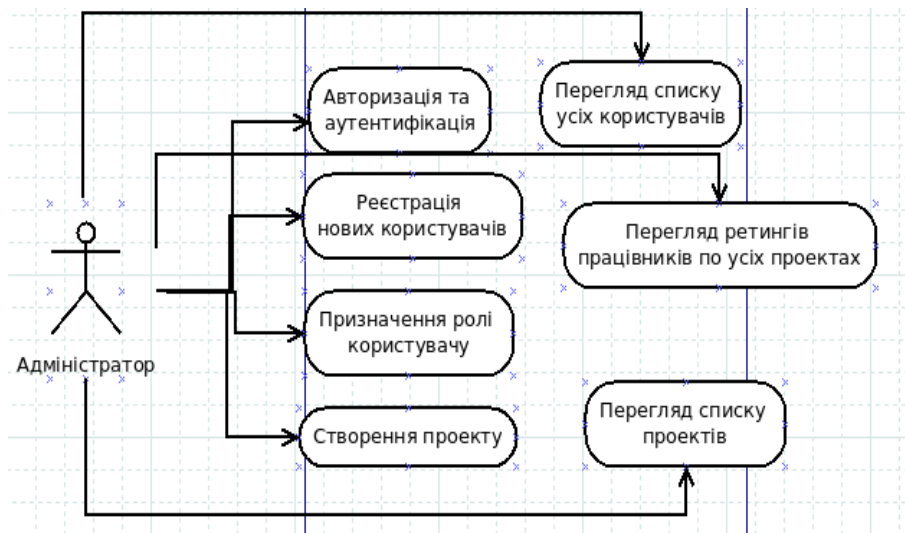 Авторизація та
аутентифікація
Перегляд списку
усіх користувачів
Реєстрація
нових користувачів
Перегляд ретингів
працівників по усіх проектах
Призначення ролі
користувачу
Адміністратор
Створення проекту
Перегляд списку
проектів